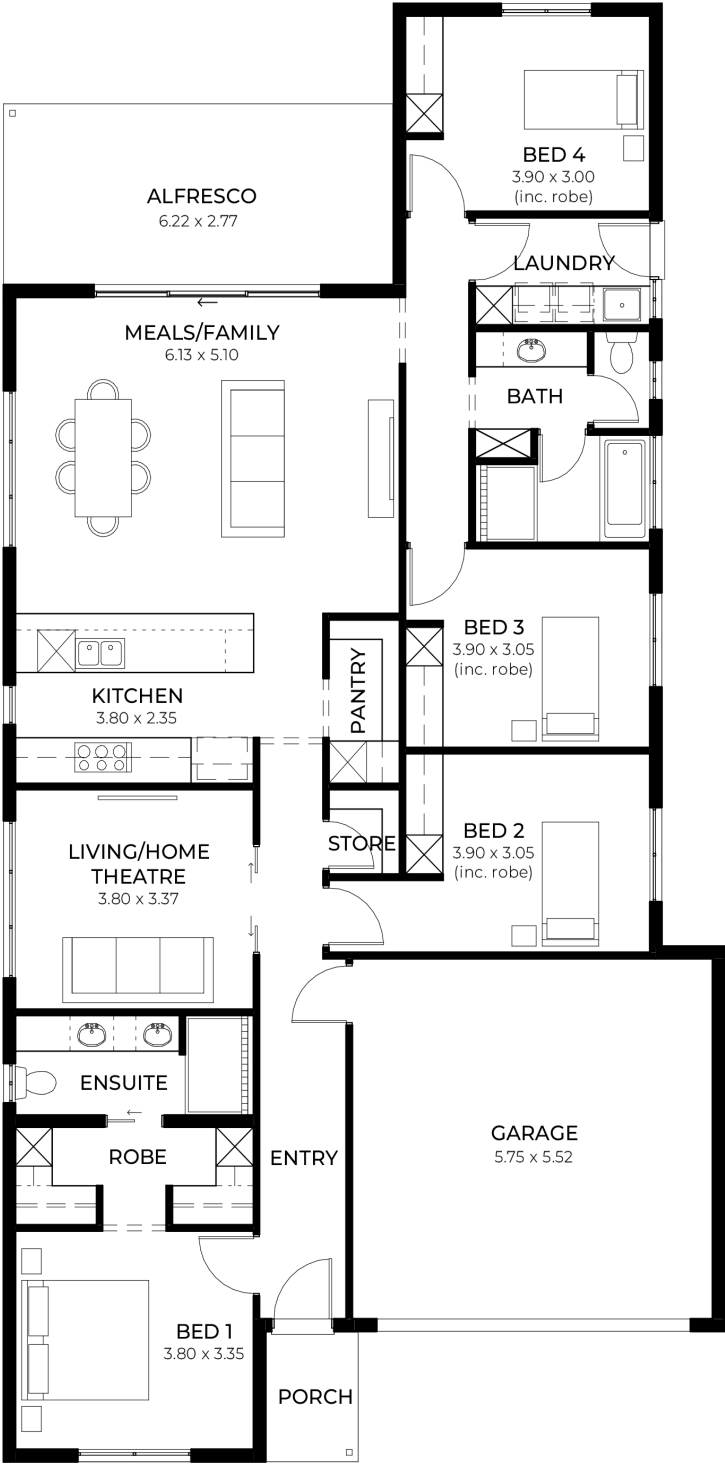 BED 4
3.90 x 3.00
(inc. robe)
ALFRESCO
6.22 x 2.77
LAUNDRY
MEALS/FAMILY
6.13 x 5.10
BATH
BED 3
3.90 x 3.05
(inc. robe)
PANTRY
KITCHEN
3.80 x 2.35
STORE
BED 2
3.90 x 3.05
(inc. robe)
LIVING/HOME
THEATRE
3.80 x 3.37
ENSUITE
GARAGE
5.75 x 5.52
ROBE
ENTRY
BED 1
3.80 x 3.35
PORCH